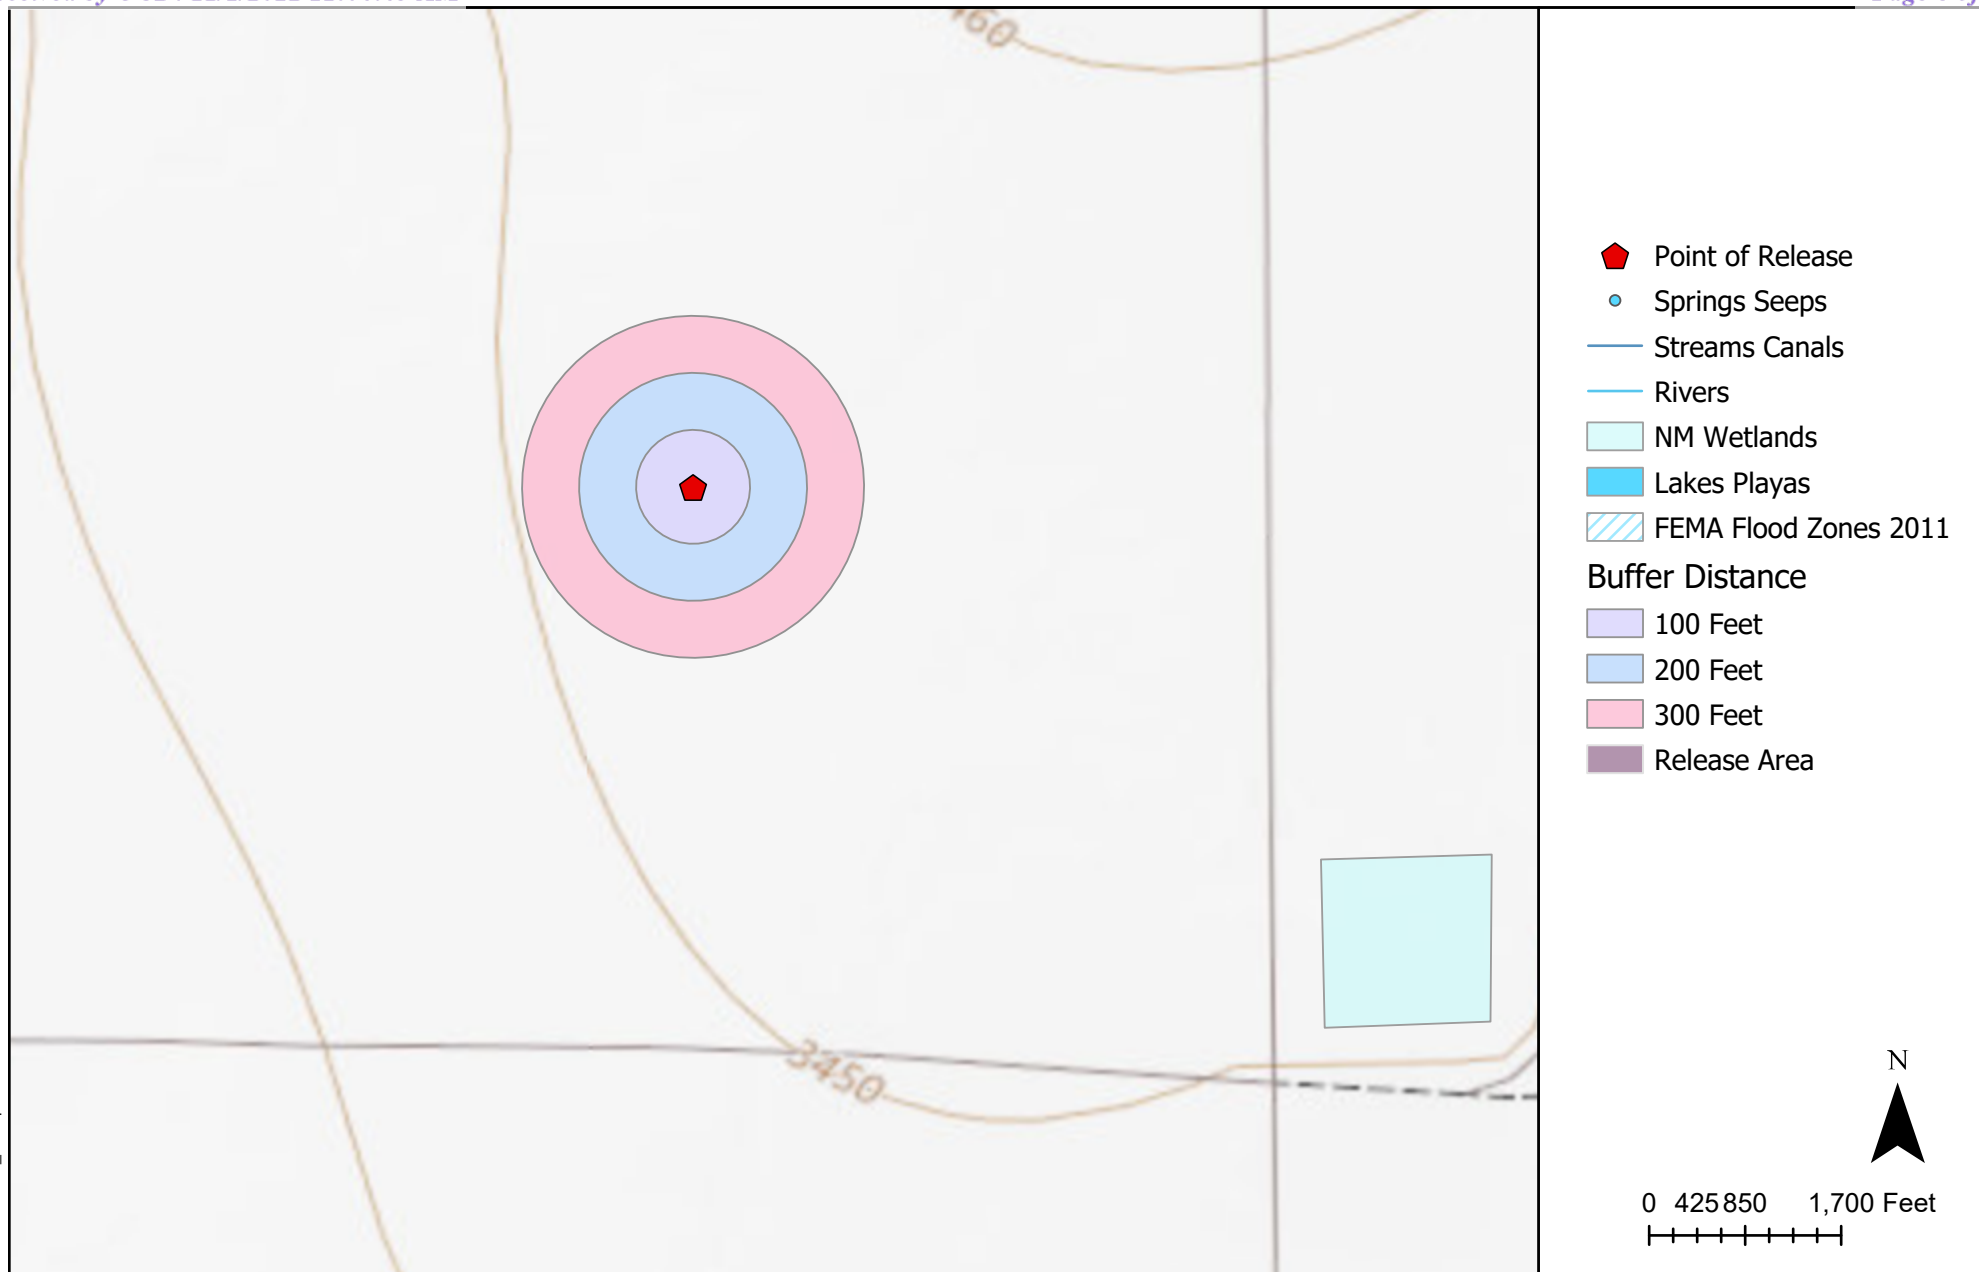 460
3450
Point of Release
Springs Seeps
Streams Canals
Rivers
NM Wetlands
Lakes Playas
FEMA Flood Zones 2011
Buffer Distance
100 Feet
200 Feet
300 Feet
Release Area
N
0 425 850 1,700 Feet